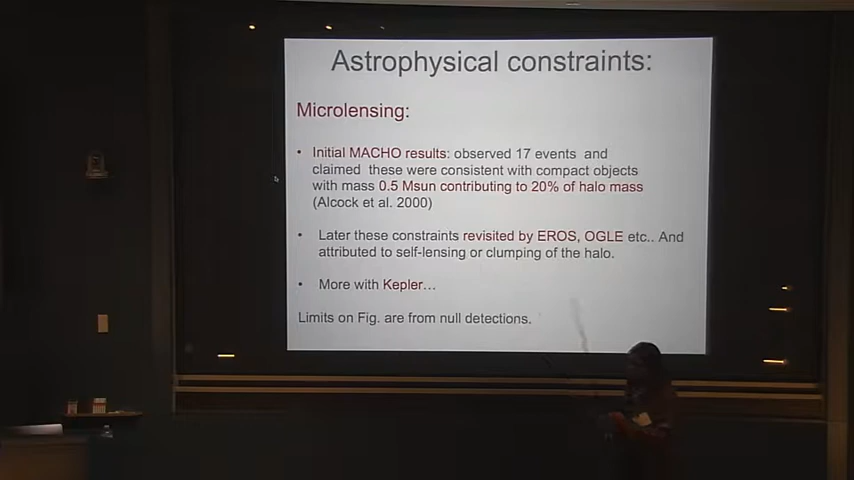 Astrophysical constraints:
Microlensing:
• Initial MACHO results: observed 17 events and
claimed these were consistent with compact objects
with mass 0.5 Msun contributing to 20% of halo mass
(Alcock et al. 2000)
• Later these constraints revisited by EROS, OGLE etc.. And
attributed to self-lensing or clumping of the halo.
• More with Kepler…
Limits on Fig. are from null detections.